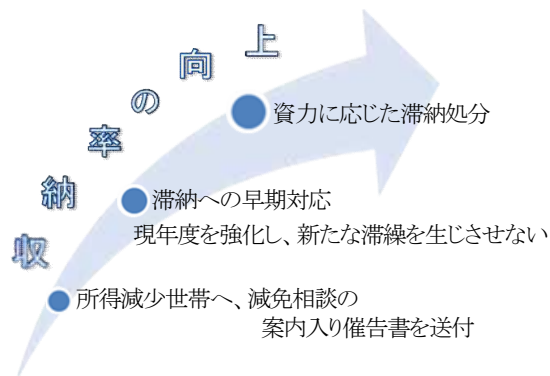 収納率の向上
資力に応じた滞納処分
滞納への早期対応
現年度を強化し、新たな滞繰を生じさせない
所得減少世帯へ、減免相談の
案内入り催告書を送付